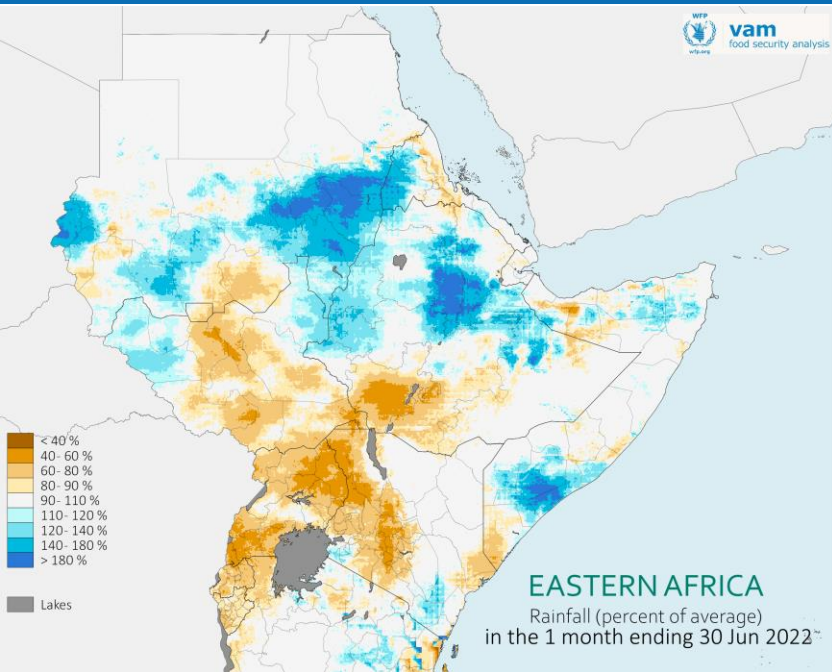 WFP
wfp.org
vam
food security analysis
< 40 %
40- 60 %
60- 80 %
80- 90 %
90- 110 %
110- 120 %
120- 140 %
140- 180 %
> 180 %
Lakes
EASTERN AFRICA
Rainfall (percent of average)
in the 1 month ending 30 Jun 2022